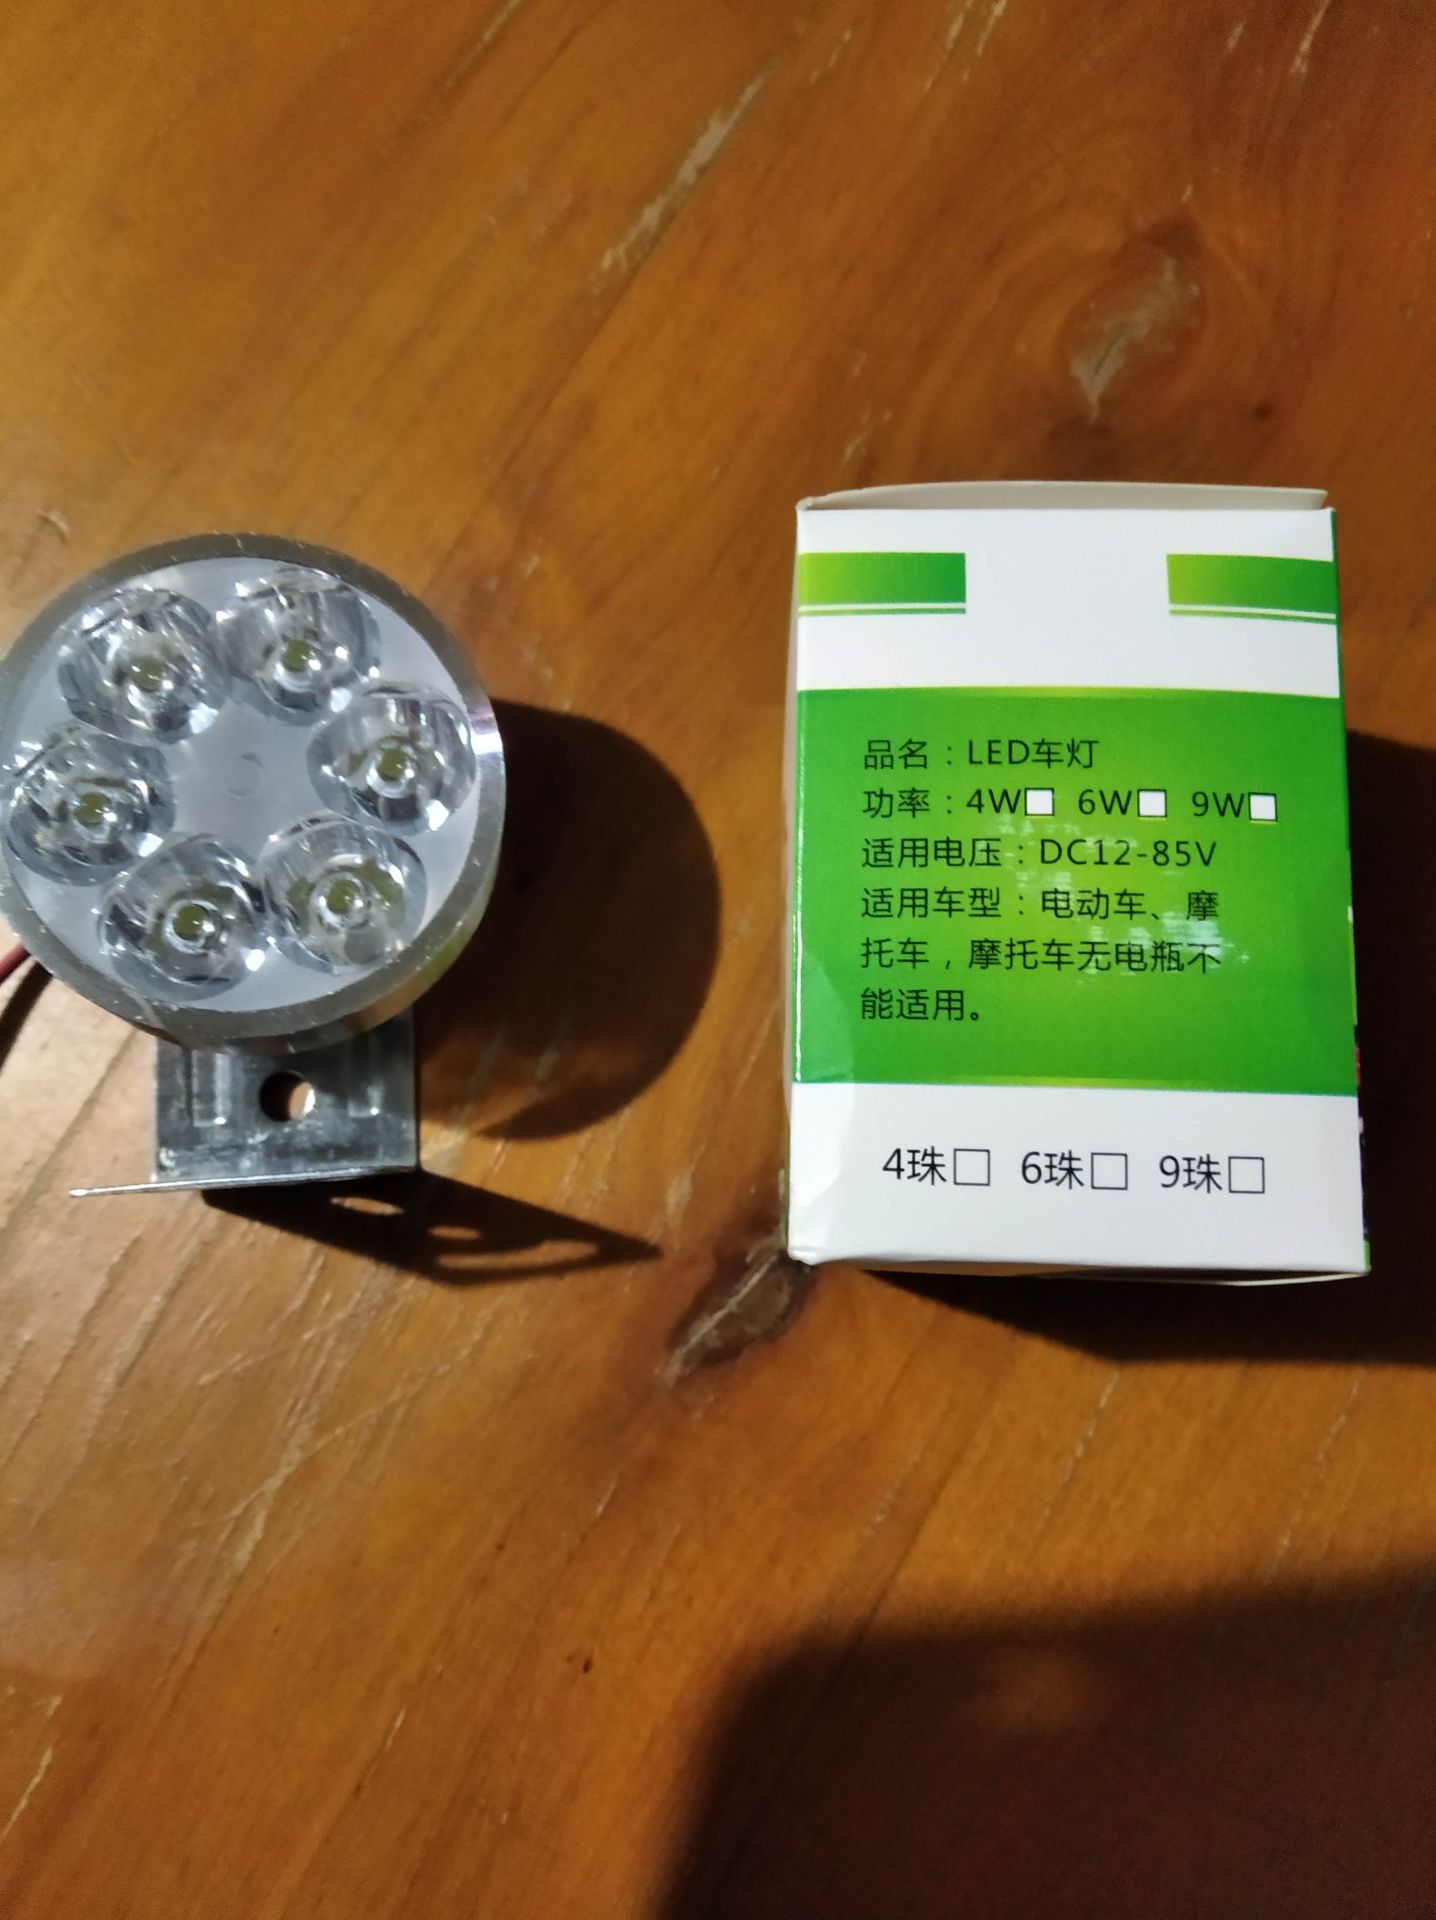 品名：LED车灯
功率：4W□ 6W□ 9W□
适用电压：DC12-85V
适用车型：电动车、摩
托车，摩托车无电瓶不
能适用。
4珠□ 6珠□ 9珠□